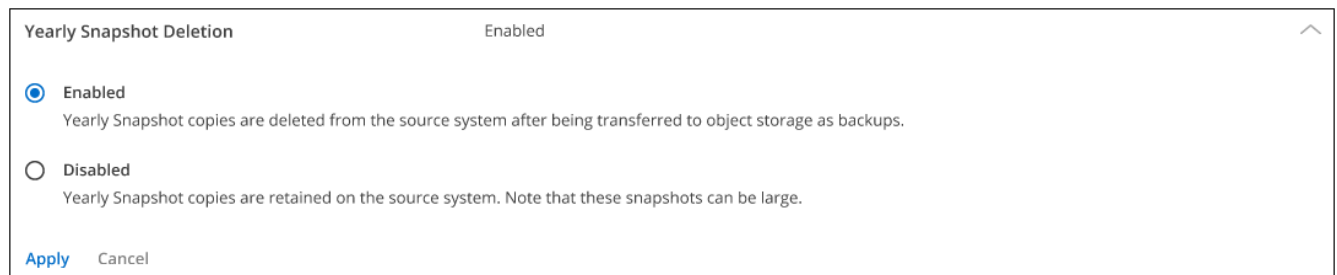 Yearly Snapshot Deletion Enabled
Enabled
Yearly Snapshot copies are deleted from the source system after being transferred to object storage as backups.
Disabled
Yearly Snapshot copies are retained on the source system. Note that these snapshots can be large.
Apply Cancel